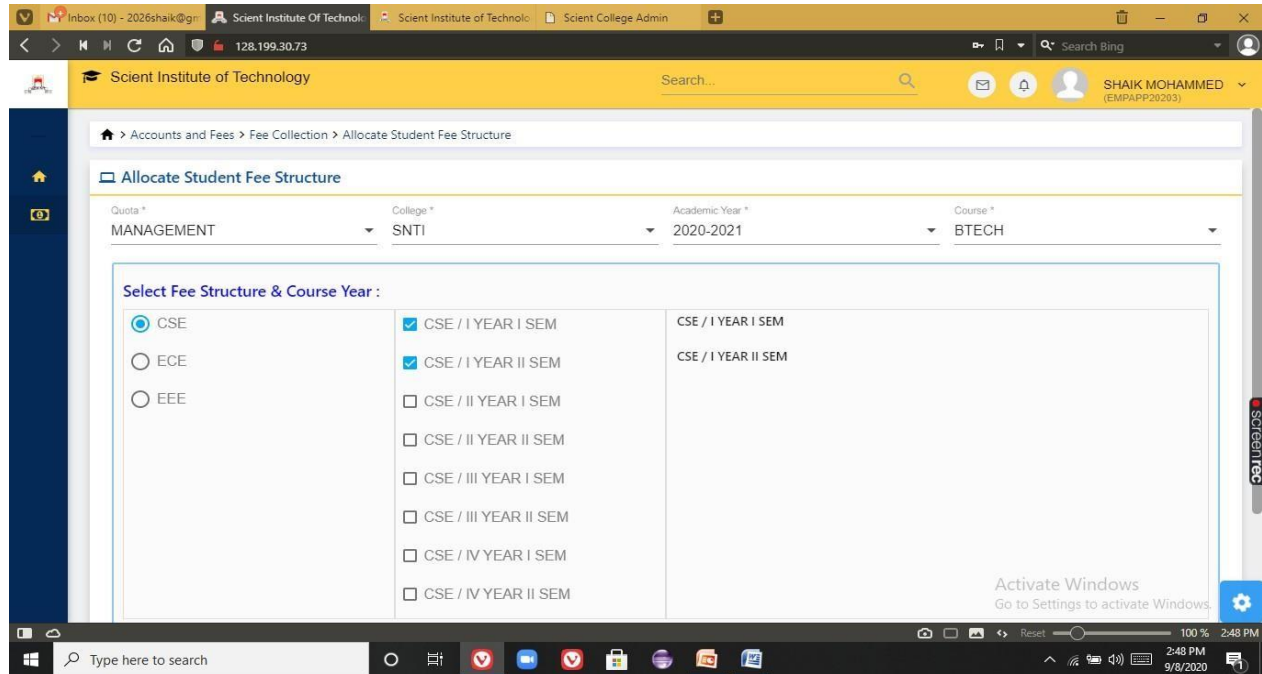 Inbox (10) - 2026shaik@gm Scient Institute Of Technolo Scient Institute of Technolo Scient College Admin
128.199.30.73 Search Bing
Scient Institute of Technology Search... SHAIK MOHAMMED
(EMPAPP20203)
> Accounts and Fees > Fee Collection > Allocate Student Fee Structure
Allocate Student Fee Structure
Quota * College * Academic Year * Course *
MANAGEMENT SNTI 2020-2021 BTECH
Select Fee Structure & Course Year :
CSE CSE / I YEAR I SEM CSE / I YEAR I SEM
ECE CSE / I YEAR II SEM CSE / I YEAR II SEM
EEE CSE / II YEAR I SEM
CSE / II YEAR II SEM
CSE / III YEAR I SEM
CSE / III YEAR II SEM
CSE / IV YEAR I SEM
CSE / IV YEAR II SEM
screenrec
Activate Windows
Go to Settings to activate Windows.
Reset 100 % 2:48 PM
Type here to search 2:48 PM
9/8/2020